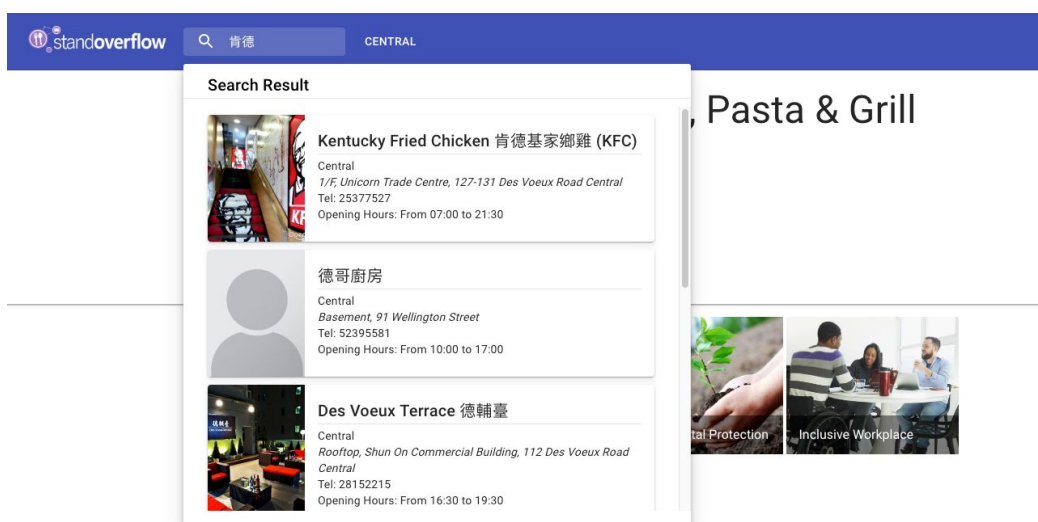 standoverflow
肯德
CENTRAL
Search Result
, Pasta & Grill
Kentucky Fried Chicken 肯德基家鄉雞 (KFC)
Central
1/F, Unicorn Trade Centre, 127-131 Des Voeux Road Central
Tel: 25377527
Opening Hours: From 07:00 to 21:30
德哥廚房
Central
Basement, 91 Wellington Street
Tel: 52395581
Opening Hours: From 10:00 to 17:00
Des Voeux Terrace 德輔臺
Central
Rooftop, Shun On Commercial Building, 112 Des Voeux Road
Central
Tel: 28152215
Opening Hours: From 16:30 to 19:30
tal Protection
Inclusive Workplace